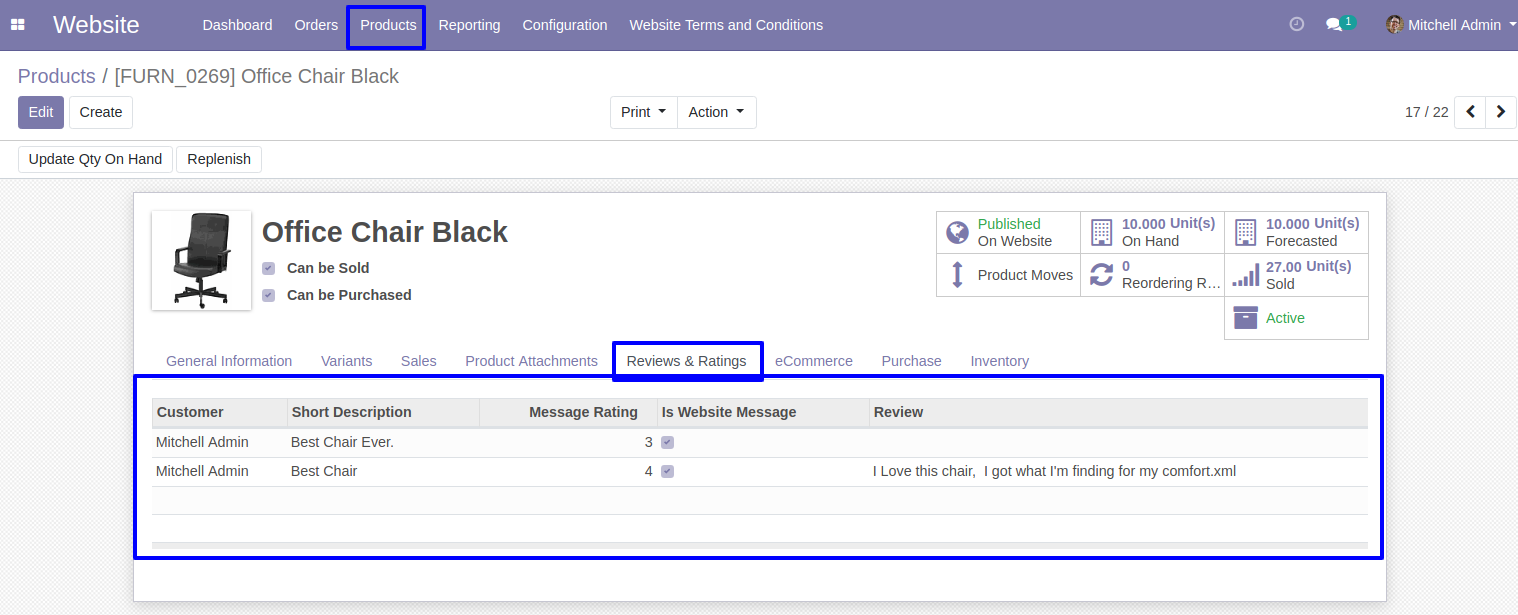 Website Dashboard Orders Products Reporting Configuration Website Terms and Conditions 1 Mitchell Admin
Products / [FURN_0269] Office Chair Black
Edit Create Print Action 17 / 22
Update Qty On Hand Replenish
Office Chair Black
Can be Sold
Can be Purchased
Published
On Website
10.000 Unit(s)
On Hand
10.000 Unit(s)
Forecasted
Product Moves
0
Reordering R...
27.00 Unit(s)
Sold
Active
General Information Variants Sales Product Attachments Reviews & Ratings eCommerce Purchase Inventory
Customer Short Description Message Rating Is Website Message Review
Mitchell Admin Best Chair Ever. 3
Mitchell Admin Best Chair 4 I Love this chair,  I got what I'm finding for my comfort.xml